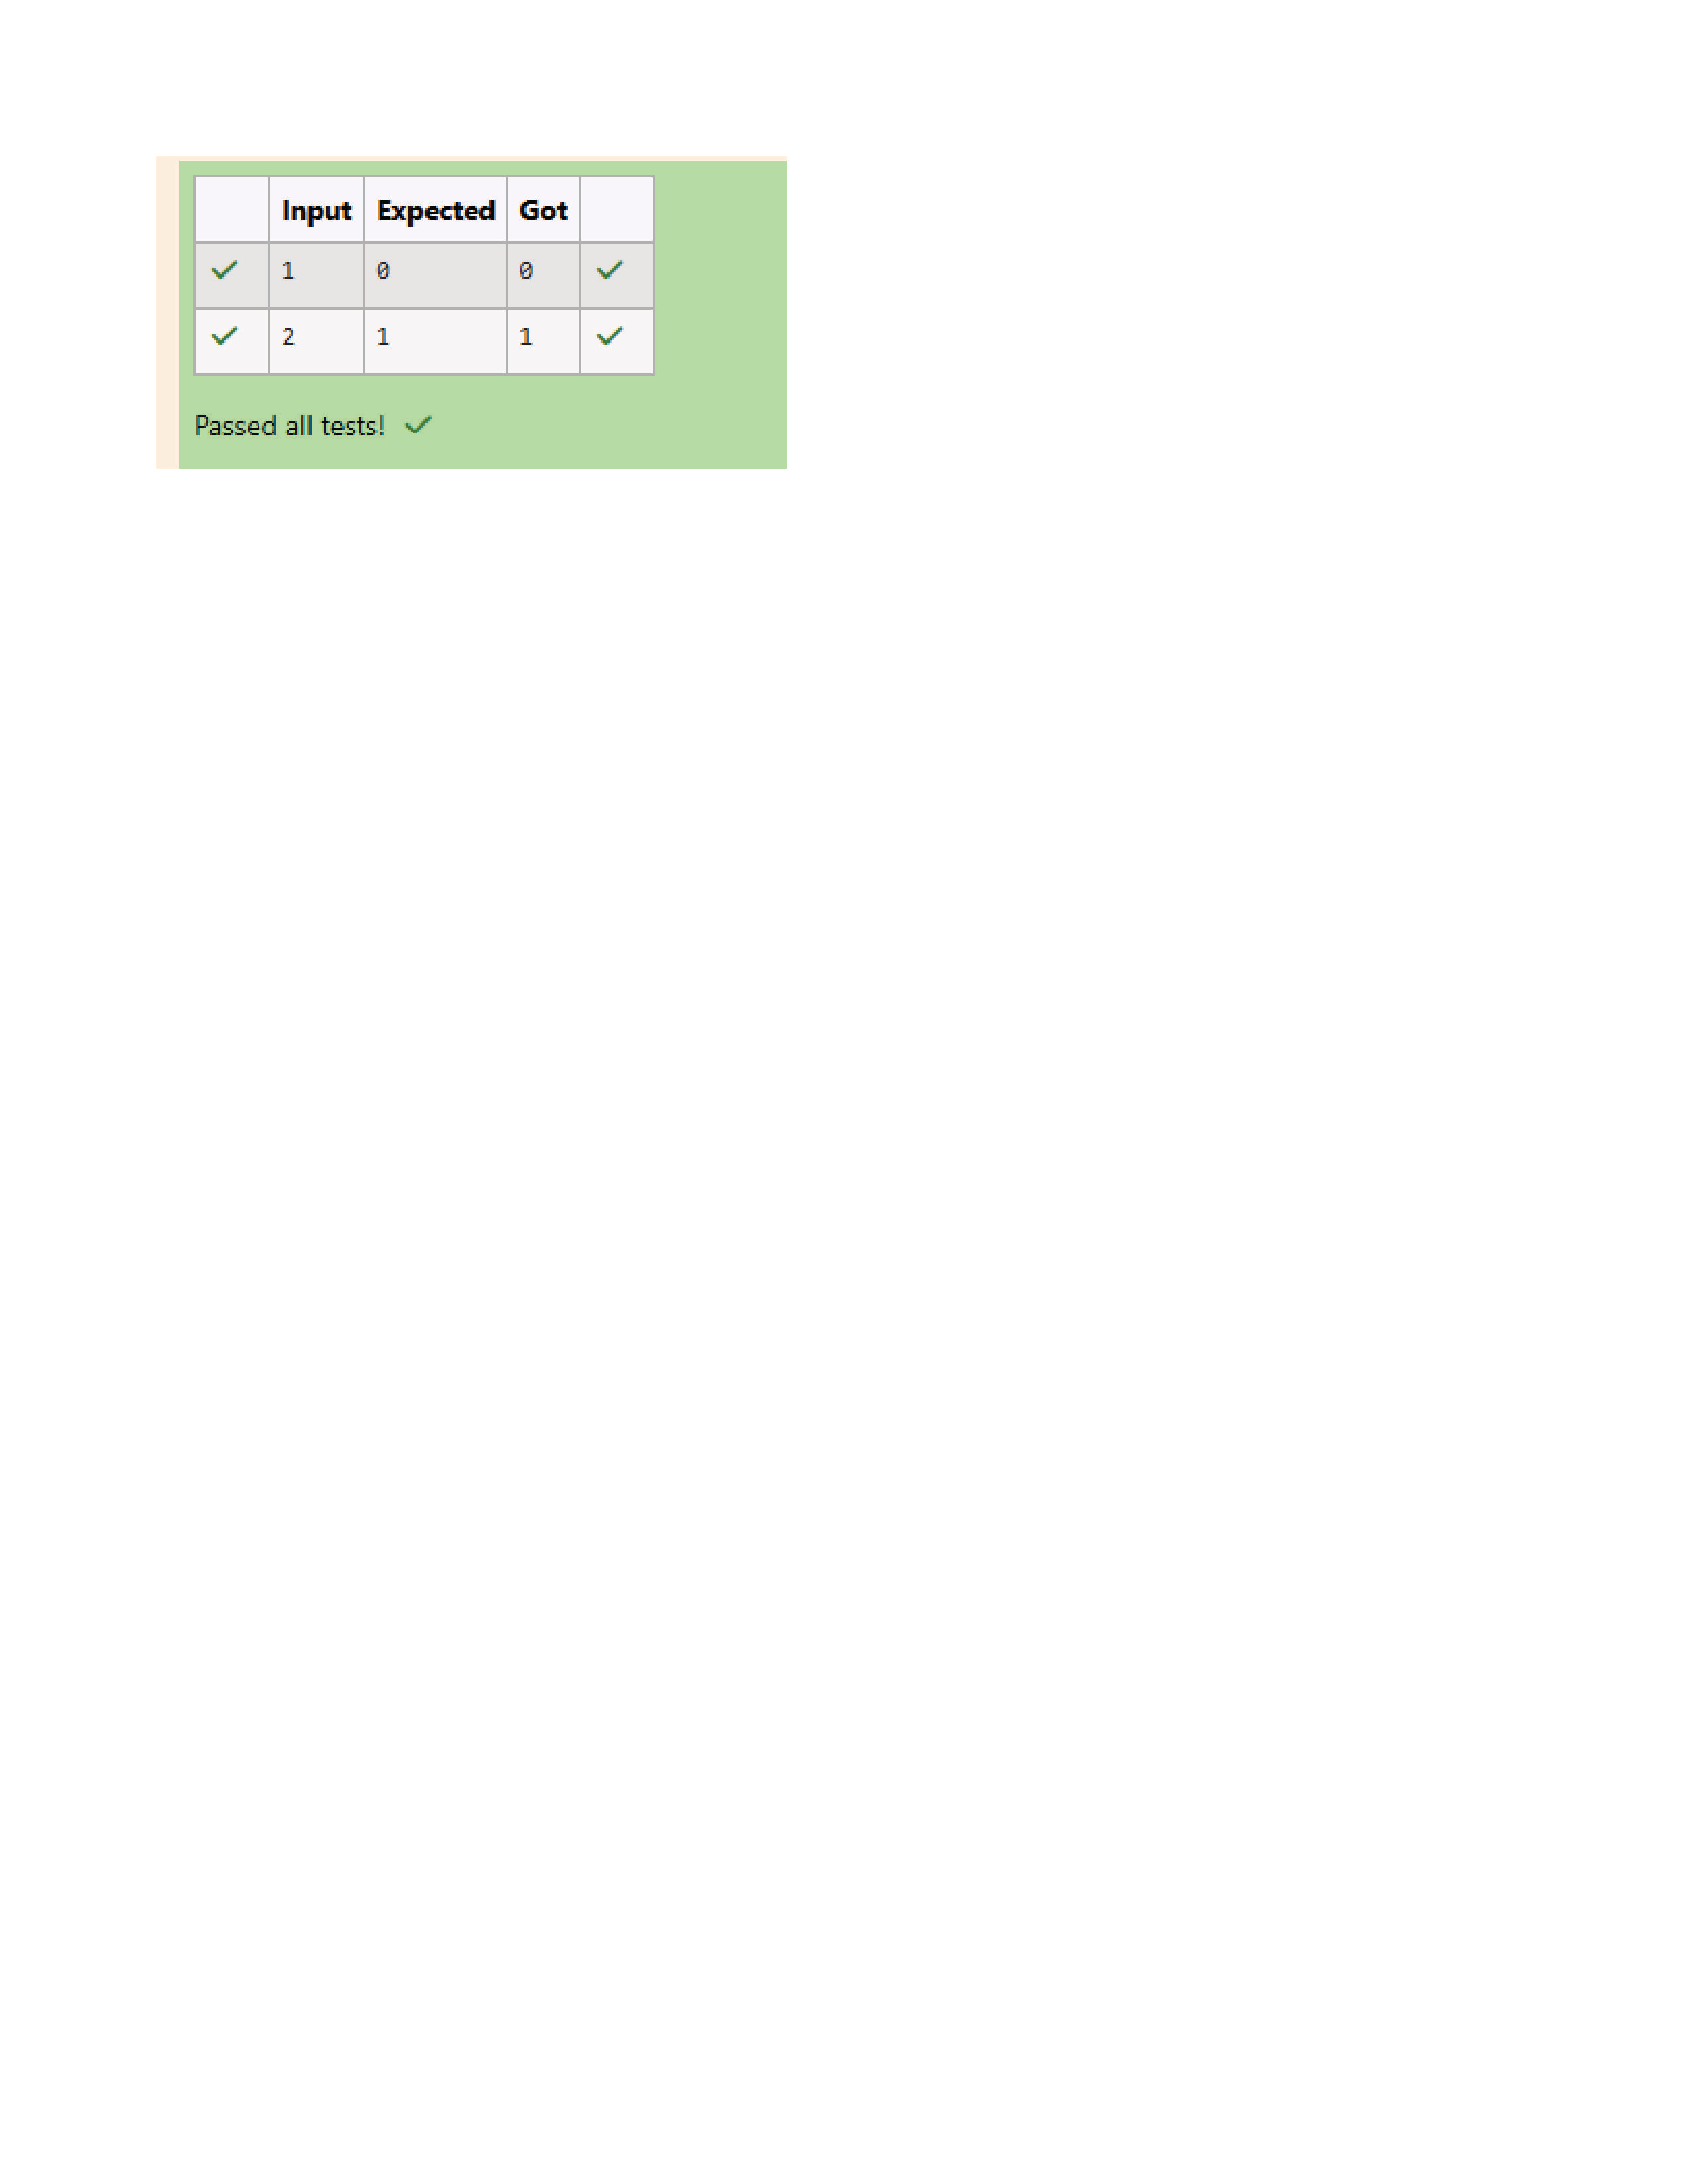 Input Expected Got
1 0 0
2 1 1
Passed all tests!